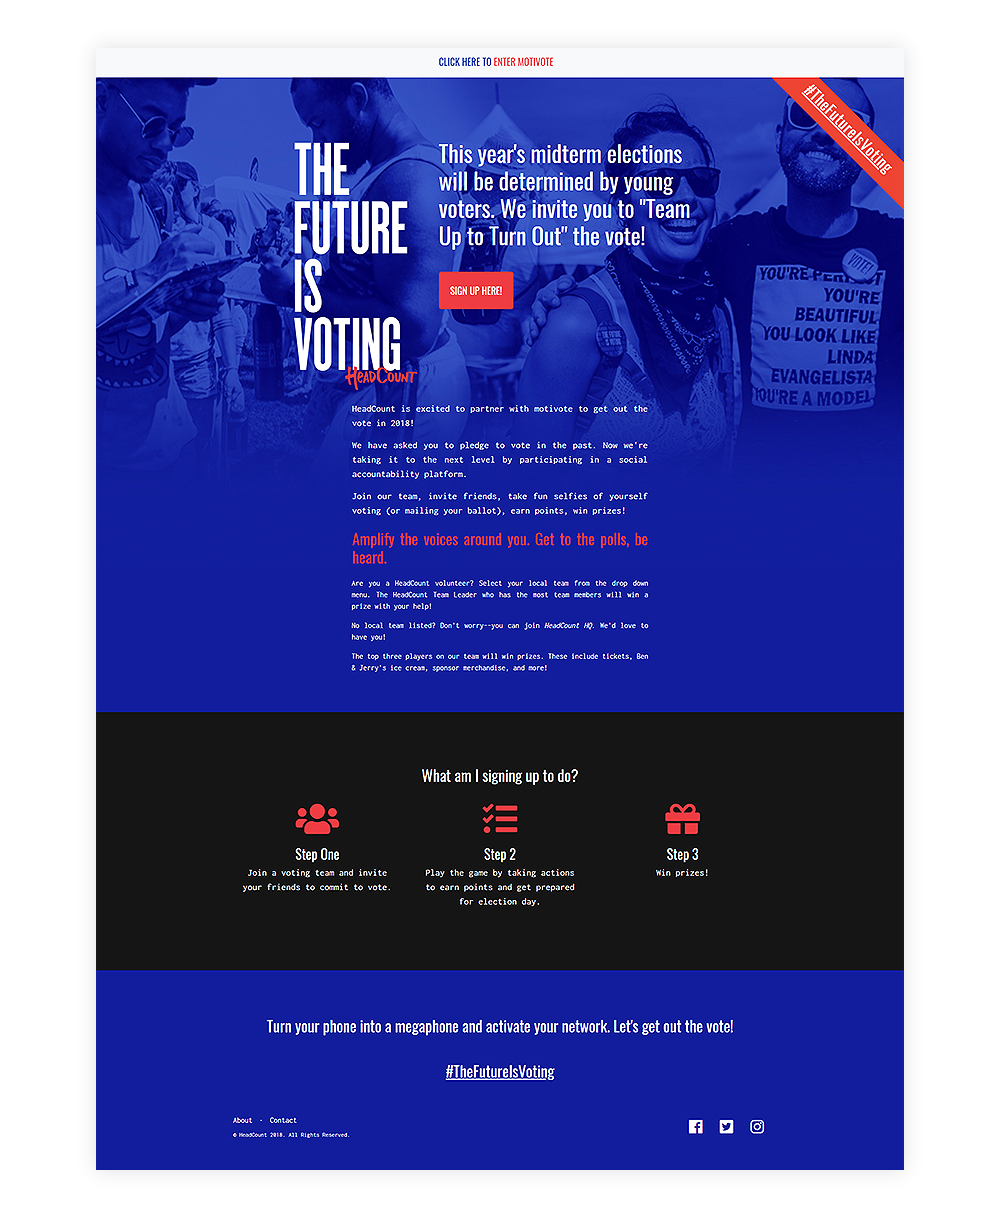 CLICK HERE TO ENTER MOTIVOTE
#TheFutureIsVoting
THE
FUTURE
IS
VOTING
HEADCOUNT
This year's midterm elections
will be determined by young
voters. We invite you to "Team
Up to Turn Out" the vote!
SIGN UP HERE!
VOTE!
THE FUTURE
IS VOTING
YOU'RE PERFECT
YOU'RE
BEAUTIFUL
YOU LOOK LIKE
LINDA
EVANGELISTA
YOU'RE A MODEL
HeadCount is excited to partner with motivote to get out the
vote in 2018!
We have asked you to pledge to vote in the past. Now we're
taking it to the next level by participating in a social
accountability platform.
Join our team, invite friends, take fun selfies of yourself
voting (or mailing your ballot), earn points, win prizes!
Amplify the voices around you. Get to the polls, be
heard.
Are you a HeadCount volunteer? Select your local team from the drop down
menu. The HeadCount Team Leader who has the most team members will win a
prize with your help!
No local team listed? Don't worry--you can join HeadCount HQ. We'd love to
have you!
The top three players on our team will win prizes. These include tickets, Ben
& Jerry's ice cream, sponsor merchandise, and more!
What am I signing up to do?
Step One
Join a voting team and invite
your friends to commit to vote.
Step 2
Play the game by taking actions
to earn points and get prepared
for election day.
Step 3
Win prizes!
Turn your phone into a megaphone and activate your network. Let's get out the vote!
#TheFutureIsVoting
About - Contact
© HeadCount 2018. All Rights Reserved.